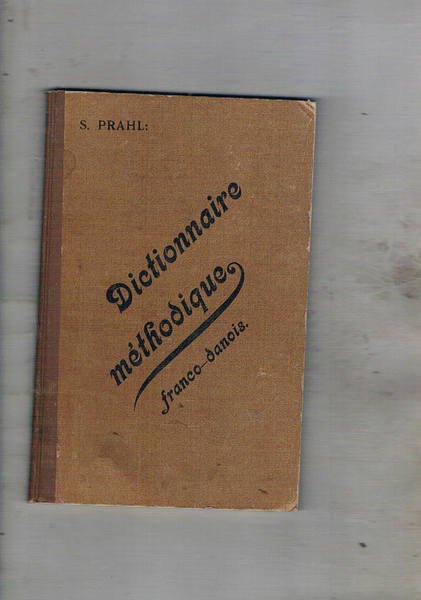 S. PRAHL:
Dictionnaire
méthodique
franco-danois.